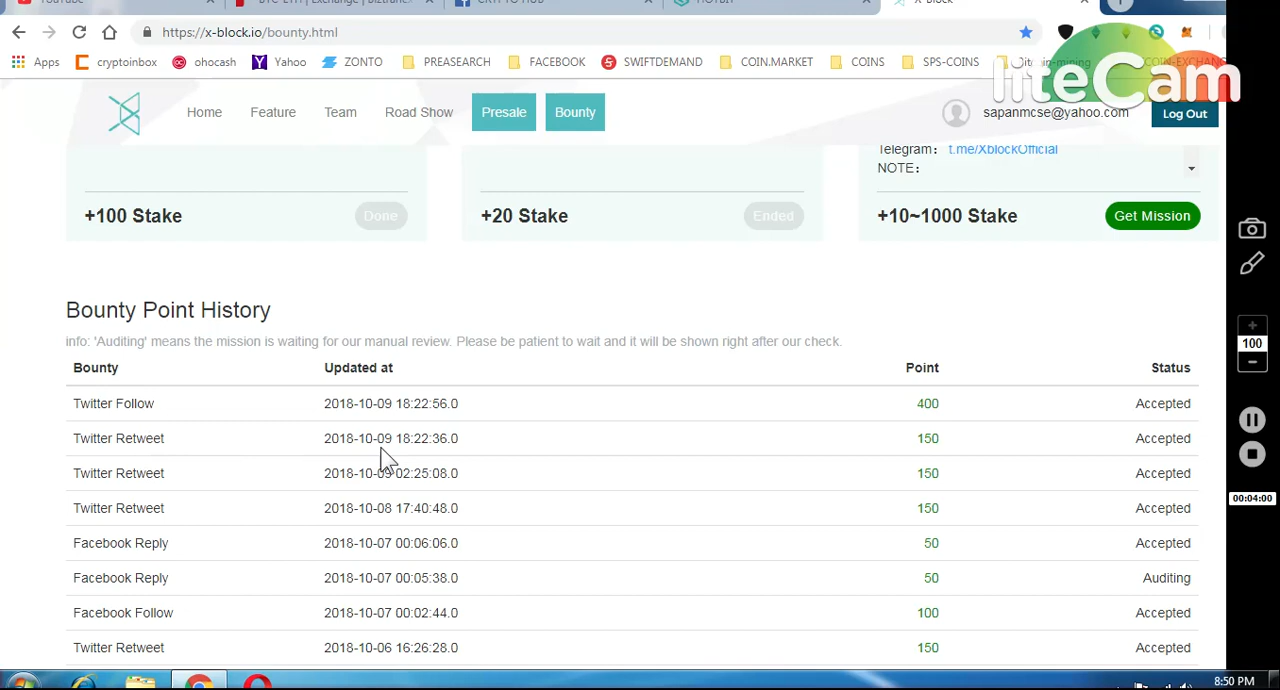 YouTube
X-Block
https://x-block.io/bounty.html
Apps cryptoinbox ohocash Yahoo ZONTO PREASEARCH FACEBOOK SWIFTDEMAND COIN.MARKET COINS SPS-COINS
liteCam
Home Feature Team Road Show Presale Bounty sapanmcse@yahoo.com Log Out
Telegram： t.me/XblockOfficial
NOTE：
+100 Stake Done +20 Stake Ended +10~1000 Stake Get Mission
Bounty Point History
info: 'Auditing' means the mission is waiting for our manual review. Please be patient to wait and it will be shown right after our check.
Bounty Updated at Point Status
Twitter Follow 2018-10-09 18:22:56.0 400 Accepted
Twitter Retweet 2018-10-09 18:22:36.0 150 Accepted
Twitter Retweet 2018-10-09 02:25:08.0 150 Accepted
Twitter Retweet 2018-10-08 17:40:48.0 150 Accepted
Facebook Reply 2018-10-07 00:06:06.0 50 Accepted
Facebook Reply 2018-10-07 00:05:38.0 50 Auditing
Facebook Follow 2018-10-07 00:02:44.0 100 Accepted
Twitter Retweet 2018-10-06 16:26:28.0 150 Accepted
100
00:04:00
8:50 PM